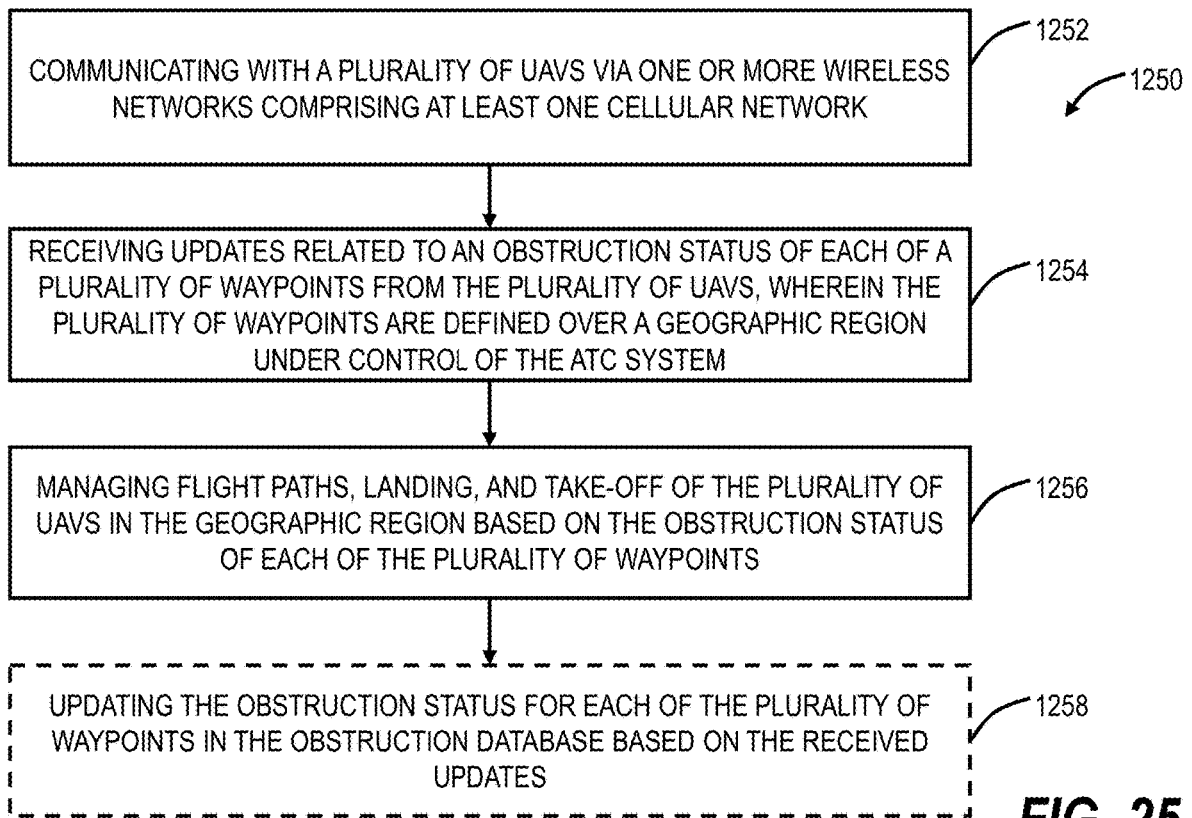 COMMUNICATING WITH A PLURALITY OF UAVS VIA ONE OR MORE WIRELESS
NETWORKS COMPRISING AT LEAST ONE CELLULAR NETWORK
1252
1250
RECEIVING UPDATES RELATED TO AN OBSTRUCTION STATUS OF EACH OF A
PLURALITY OF WAYPOINTS FROM THE PLURALITY OF UAVS, WHEREIN THE
PLURALITY OF WAYPOINTS ARE DEFINED OVER A GEOGRAPHIC REGION
UNDER CONTROL OF THE ATC SYSTEM
1254
MANAGING FLIGHT PATHS, LANDING, AND TAKE-OFF OF THE PLURALITY OF
UAVS IN THE GEOGRAPHIC REGION BASED ON THE OBSTRUCTION STATUS
OF EACH OF THE PLURALITY OF WAYPOINTS
1256
UPDATING THE OBSTRUCTION STATUS FOR EACH OF THE PLURALITY OF
WAYPOINTS IN THE OBSTRUCTION DATABASE BASED ON THE RECEIVED
UPDATES
1258
FIG. 25